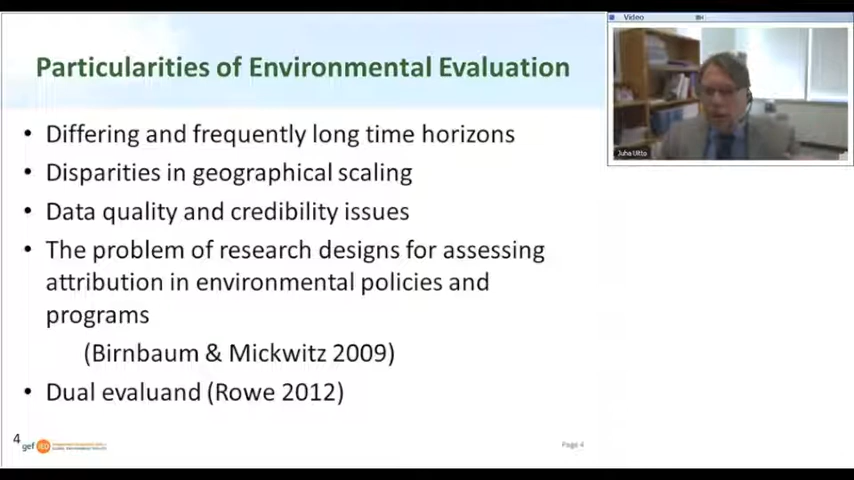 Particularities of Environmental Evaluation
• Differing and frequently long time horizons
• Disparities in geographical scaling
• Data quality and credibility issues
• The problem of research designs for assessing
attribution in environmental policies and
programs
(Birnbaum & Mickwitz 2009)
• Dual evaluand (Rowe 2012)
4
gef IEO
Page 4
Video
Juha Uitto